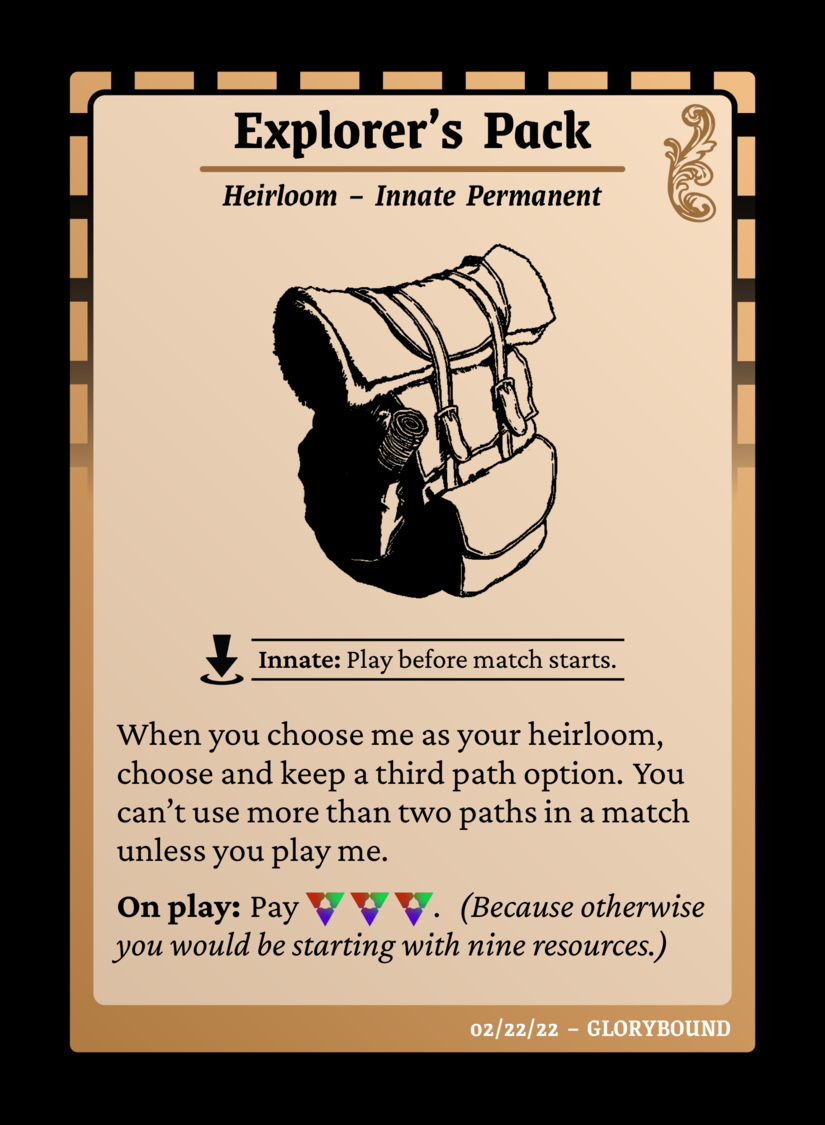 Explorer’s Pack
Heirloom – Innate Permanent
Innate: Play before match starts.
When you choose me as your heirloom,
choose and keep a third path option. You
can’t use more than two paths in a match
unless you play me.
On play: Pay . (Because otherwise
you would be starting with nine resources.)
02/22/22 – GLORYBOUND